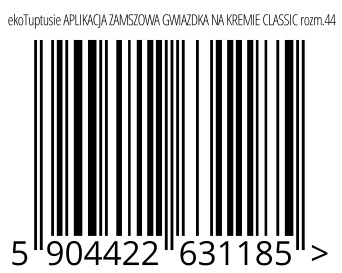 ekoTuptusie APLIKACJA ZAMSZOWA GWIAZDKA NA KREMIE CLASSIC rozm.44
5 904422 631185 >